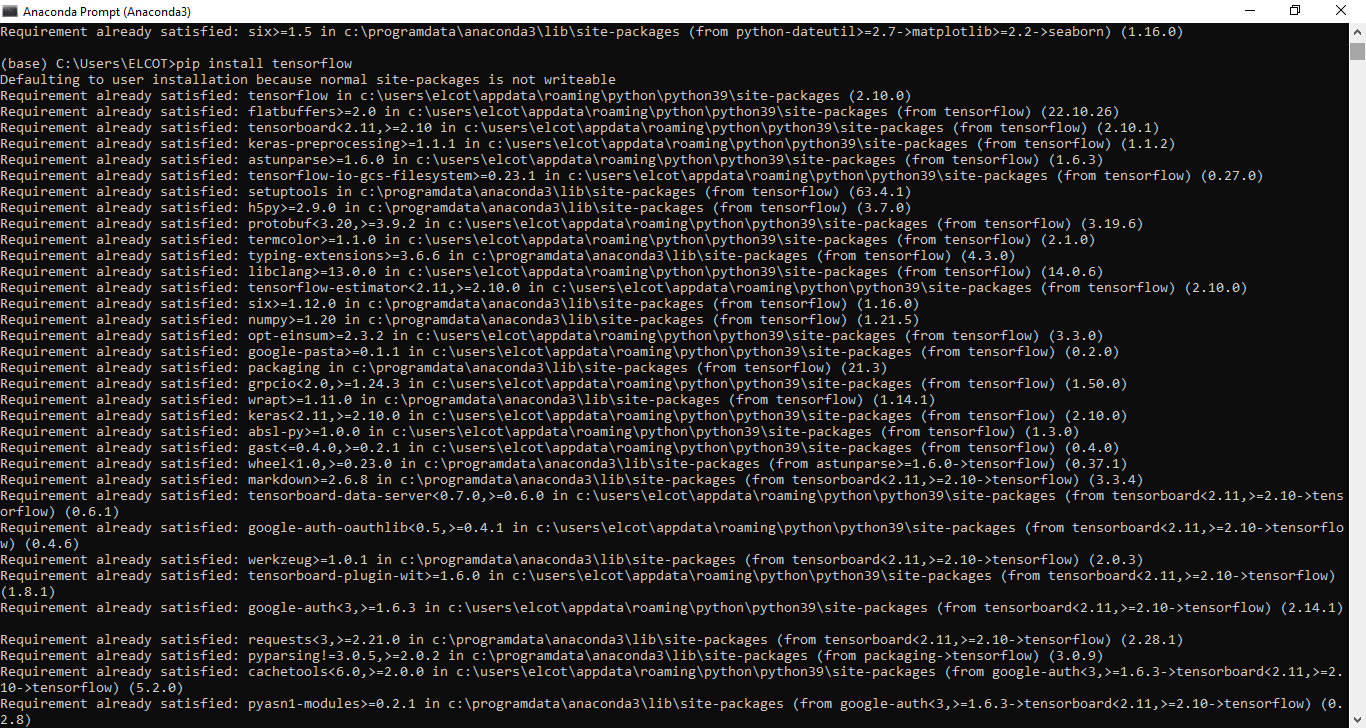 Anaconda Prompt (Anaconda3)
Requirement already satisfied: six>=1.5 in c:\programdata\anaconda3\lib\site-packages (from python-dateutil>=2.7->matplotlib>=2.2->seaborn) (1.16.0)
(base) C:\Users\ELCOT>pip install tensorflow
Defaulting to user installation because normal site-packages is not writeable
Requirement already satisfied: tensorflow in c:\users\elcot\appdata\roaming\python\python39\site-packages (2.10.0)
Requirement already satisfied: flatbuffers>=2.0 in c:\users\elcot\appdata\roaming\python\python39\site-packages (from tensorflow) (22.10.26)
Requirement already satisfied: tensorboard<2.11,>=2.10 in c:\users\elcot\appdata\roaming\python\python39\site-packages (from tensorflow) (2.10.1)
Requirement already satisfied: keras-preprocessing>=1.1.1 in c:\users\elcot\appdata\roaming\python\python39\site-packages (from tensorflow) (1.1.2)
Requirement already satisfied: astunparse>=1.6.0 in c:\users\elcot\appdata\roaming\python\python39\site-packages (from tensorflow) (1.6.3)
Requirement already satisfied: tensorflow-io-gcs-filesystem>=0.23.1 in c:\users\elcot\appdata\roaming\python\python39\site-packages (from tensorflow) (0.27.0)
Requirement already satisfied: setuptools in c:\programdata\anaconda3\lib\site-packages (from tensorflow) (63.4.1)
Requirement already satisfied: h5py>=2.9.0 in c:\programdata\anaconda3\lib\site-packages (from tensorflow) (3.7.0)
Requirement already satisfied: protobuf<3.20,>=3.9.2 in c:\users\elcot\appdata\roaming\python\python39\site-packages (from tensorflow) (3.19.6)
Requirement already satisfied: termcolor>=1.1.0 in c:\users\elcot\appdata\roaming\python\python39\site-packages (from tensorflow) (2.1.0)
Requirement already satisfied: typing-extensions>=3.6.6 in c:\programdata\anaconda3\lib\site-packages (from tensorflow) (4.3.0)
Requirement already satisfied: libclang>=13.0.0 in c:\users\elcot\appdata\roaming\python\python39\site-packages (from tensorflow) (14.0.6)
Requirement already satisfied: tensorflow-estimator<2.11,>=2.10.0 in c:\users\elcot\appdata\roaming\python\python39\site-packages (from tensorflow) (2.10.0)
Requirement already satisfied: six>=1.12.0 in c:\programdata\anaconda3\lib\site-packages (from tensorflow) (1.16.0)
Requirement already satisfied: numpy>=1.20 in c:\programdata\anaconda3\lib\site-packages (from tensorflow) (1.21.5)
Requirement already satisfied: opt-einsum>=2.3.2 in c:\users\elcot\appdata\roaming\python\python39\site-packages (from tensorflow) (3.3.0)
Requirement already satisfied: google-pasta>=0.1.1 in c:\users\elcot\appdata\roaming\python\python39\site-packages (from tensorflow) (0.2.0)
Requirement already satisfied: packaging in c:\programdata\anaconda3\lib\site-packages (from tensorflow) (21.3)
Requirement already satisfied: grpcio<2.0,>=1.24.3 in c:\users\elcot\appdata\roaming\python\python39\site-packages (from tensorflow) (1.50.0)
Requirement already satisfied: wrapt>=1.11.0 in c:\programdata\anaconda3\lib\site-packages (from tensorflow) (1.14.1)
Requirement already satisfied: keras<2.11,>=2.10.0 in c:\users\elcot\appdata\roaming\python\python39\site-packages (from tensorflow) (2.10.0)
Requirement already satisfied: absl-py>=1.0.0 in c:\users\elcot\appdata\roaming\python\python39\site-packages (from tensorflow) (1.3.0)
Requirement already satisfied: gast<=0.4.0,>=0.2.1 in c:\users\elcot\appdata\roaming\python\python39\site-packages (from tensorflow) (0.4.0)
Requirement already satisfied: wheel<1.0,>=0.23.0 in c:\programdata\anaconda3\lib\site-packages (from astunparse>=1.6.0->tensorflow) (0.37.1)
Requirement already satisfied: markdown>=2.6.8 in c:\programdata\anaconda3\lib\site-packages (from tensorboard<2.11,>=2.10->tensorflow) (3.3.4)
Requirement already satisfied: tensorboard-data-server<0.7.0,>=0.6.0 in c:\users\elcot\appdata\roaming\python\python39\site-packages (from tensorboard<2.11,>=2.10->tens
orflow) (0.6.1)
Requirement already satisfied: google-auth-oauthlib<0.5,>=0.4.1 in c:\users\elcot\appdata\roaming\python\python39\site-packages (from tensorboard<2.11,>=2.10->tensorflo
w) (0.4.6)
Requirement already satisfied: werkzeug>=1.0.1 in c:\programdata\anaconda3\lib\site-packages (from tensorboard<2.11,>=2.10->tensorflow) (2.0.3)
Requirement already satisfied: tensorboard-plugin-wit>=1.6.0 in c:\users\elcot\appdata\roaming\python\python39\site-packages (from tensorboard<2.11,>=2.10->tensorflow)
(1.8.1)
Requirement already satisfied: google-auth<3,>=1.6.3 in c:\users\elcot\appdata\roaming\python\python39\site-packages (from tensorboard<2.11,>=2.10->tensorflow) (2.14.1)
Requirement already satisfied: requests<3,>=2.21.0 in c:\programdata\anaconda3\lib\site-packages (from tensorboard<2.11,>=2.10->tensorflow) (2.28.1)
Requirement already satisfied: pyparsing!=3.0.5,>=2.0.2 in c:\programdata\anaconda3\lib\site-packages (from packaging->tensorflow) (3.0.9)
Requirement already satisfied: cachetools<6.0,>=2.0.0 in c:\users\elcot\appdata\roaming\python\python39\site-packages (from google-auth<3,>=1.6.3->tensorboard<2.11,>=2.
10->tensorflow) (5.2.0)
Requirement already satisfied: pyasn1-modules>=0.2.1 in c:\programdata\anaconda3\lib\site-packages (from google-auth<3,>=1.6.3->tensorboard<2.11,>=2.10->tensorflow) (0.
2.8)